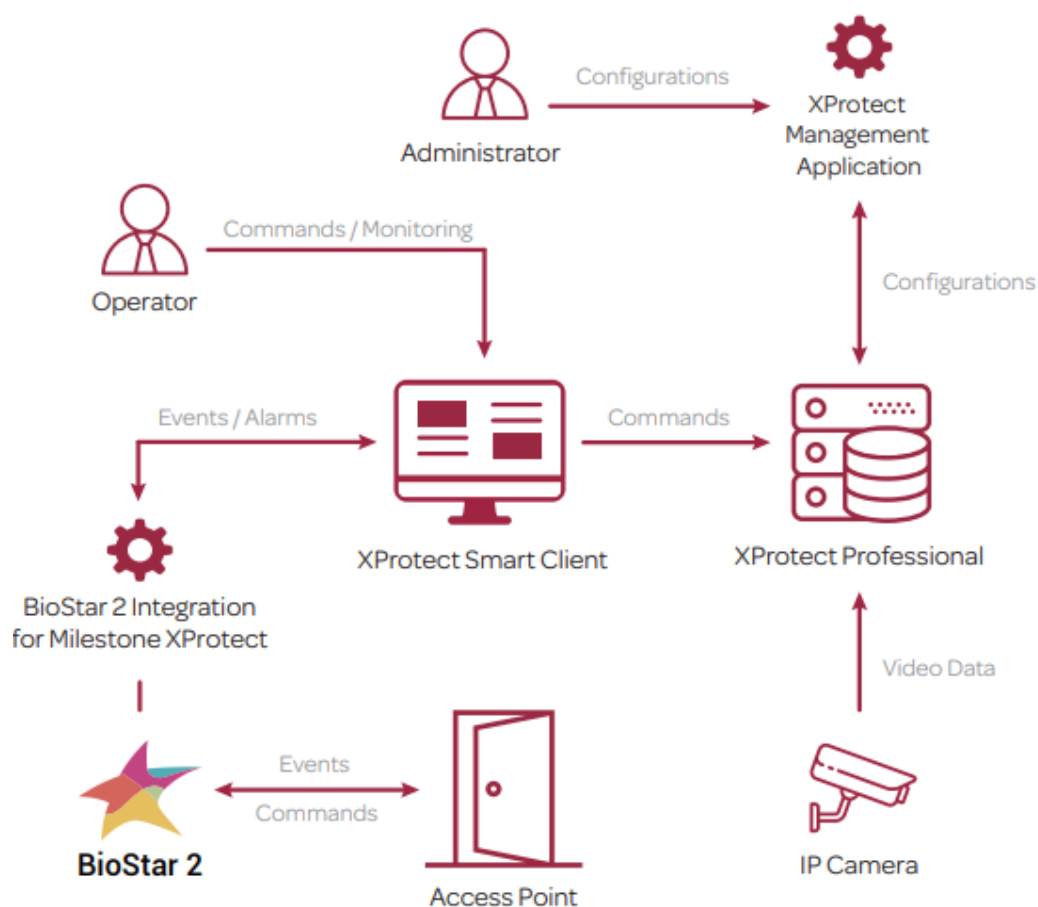 Configurations
XProtect
Management
Application
Administrator
Commands / Monitoring
Operator
Configurations
Events / Alarms
Commands
XProtect Smart Client
XProtect Professional
BioStar 2 Integration
for Milestone XProtect
Video Data
Events
Commands
BioStar 2
IP Camera
Access Point